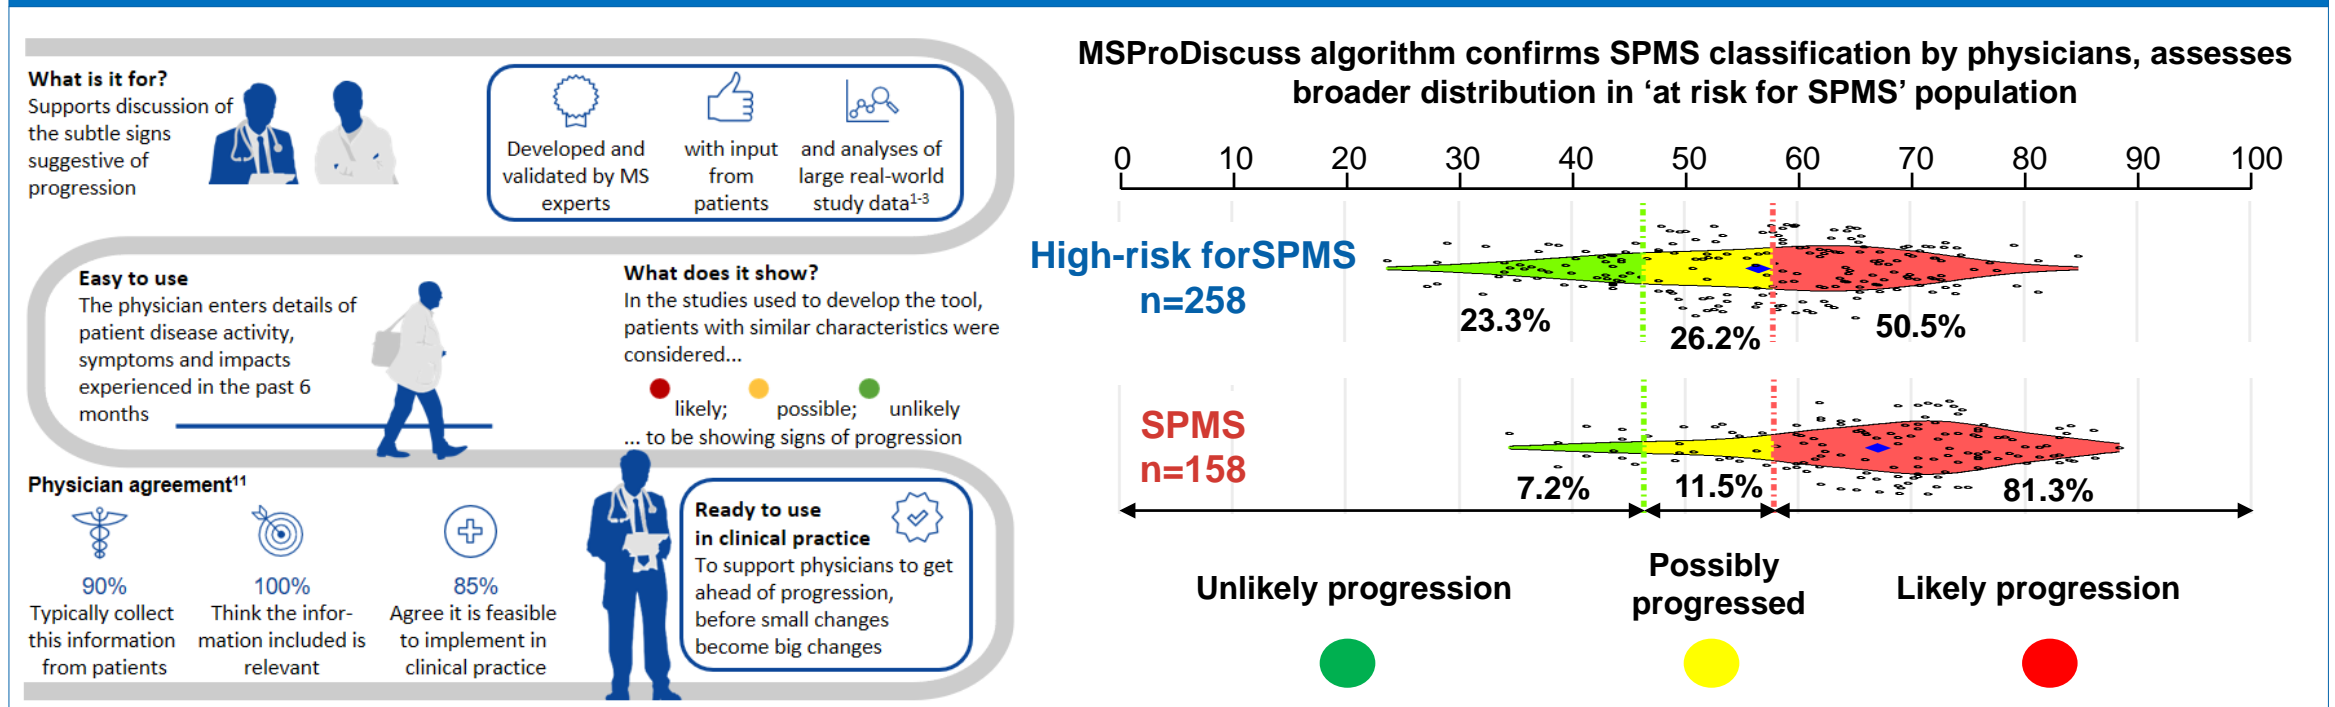 What is it for?
Supports discussion of
the subtle signs
suggestive of
progression
Developed and
validated by MS
experts
with input
from
patients
and analyses of
large real-world
study data1-3
Easy to use
The physician enters details of
patient disease activity,
symptoms and impacts
experienced in the past 6
months
What does it show?
In the studies used to develop the tool,
patients with similar characteristics were
considered...
likely; possible; unlikely
... to be showing signs of progression
Physician agreement11
90%
Typically collect
this information
from patients
100%
Think the infor-
mation included is
relevant
85%
Agree it is feasible
to implement in
clinical practice
Ready to use
in clinical practice
To support physicians to get
ahead of progression,
before small changes
become big changes
MSProDiscuss algorithm confirms SPMS classification by physicians, assesses
broader distribution in ‘at risk for SPMS’ population
0 10 20 30 40 50 60 70 80 90 100
High-risk forSPMS
n=258
23.3% 26.2% 50.5%
SPMS
n=158
7.2% 11.5% 81.3%
Unlikely progression
Possibly
progressed
Likely progression